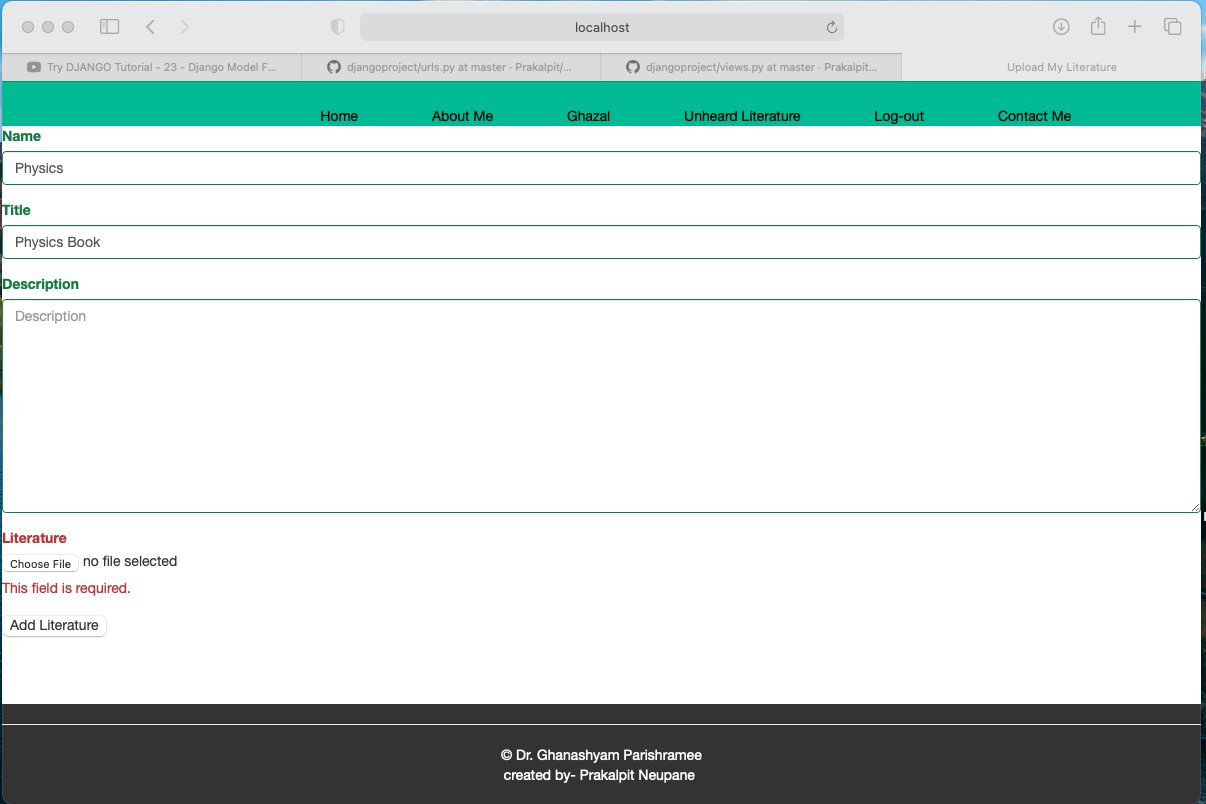 localhost
Try DJANGO Tutorial - 23 - Django Model F...
djangoproject/urls.py at master · Prakalpit/...
djangoproject/views.py at master · Prakalpit...
Upload My Literature
Home About Me Ghazal Unheard Literature Log-out Contact Me
Name
Physics
Title
Physics Book
Description
Description
Literature
Choose File no file selected
This field is required.
Add Literature
© Dr. Ghanashyam Parishramee
created by- Prakalpit Neupane